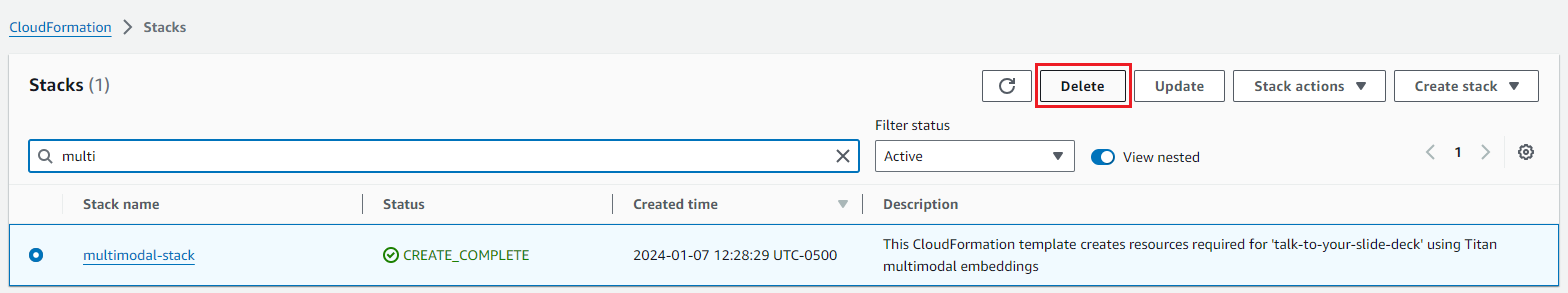 CloudFormation Stacks
Stacks (1)
Delete
Update
Stack actions
Create stack
Filter status
multi
Active
View nested
1
Stack name Status Created time Description
multimodal-stack CREATE_COMPLETE 2024-01-07 12:28:29 UTC-0500 This CloudFormation template creates resources required for 'talk-to-your-slide-deck' using Titan
multimodal embeddings